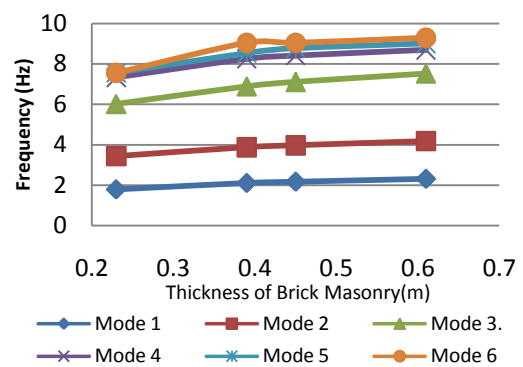 10
8
6
4
2
0
Frequency (Hz)
0.2 0.3 0.4 0.5 0.6 0.7
Thickness of Brick Masonry(m)
Mode 1 Mode 2 Mode 3.
Mode 4 Mode 5 Mode 6